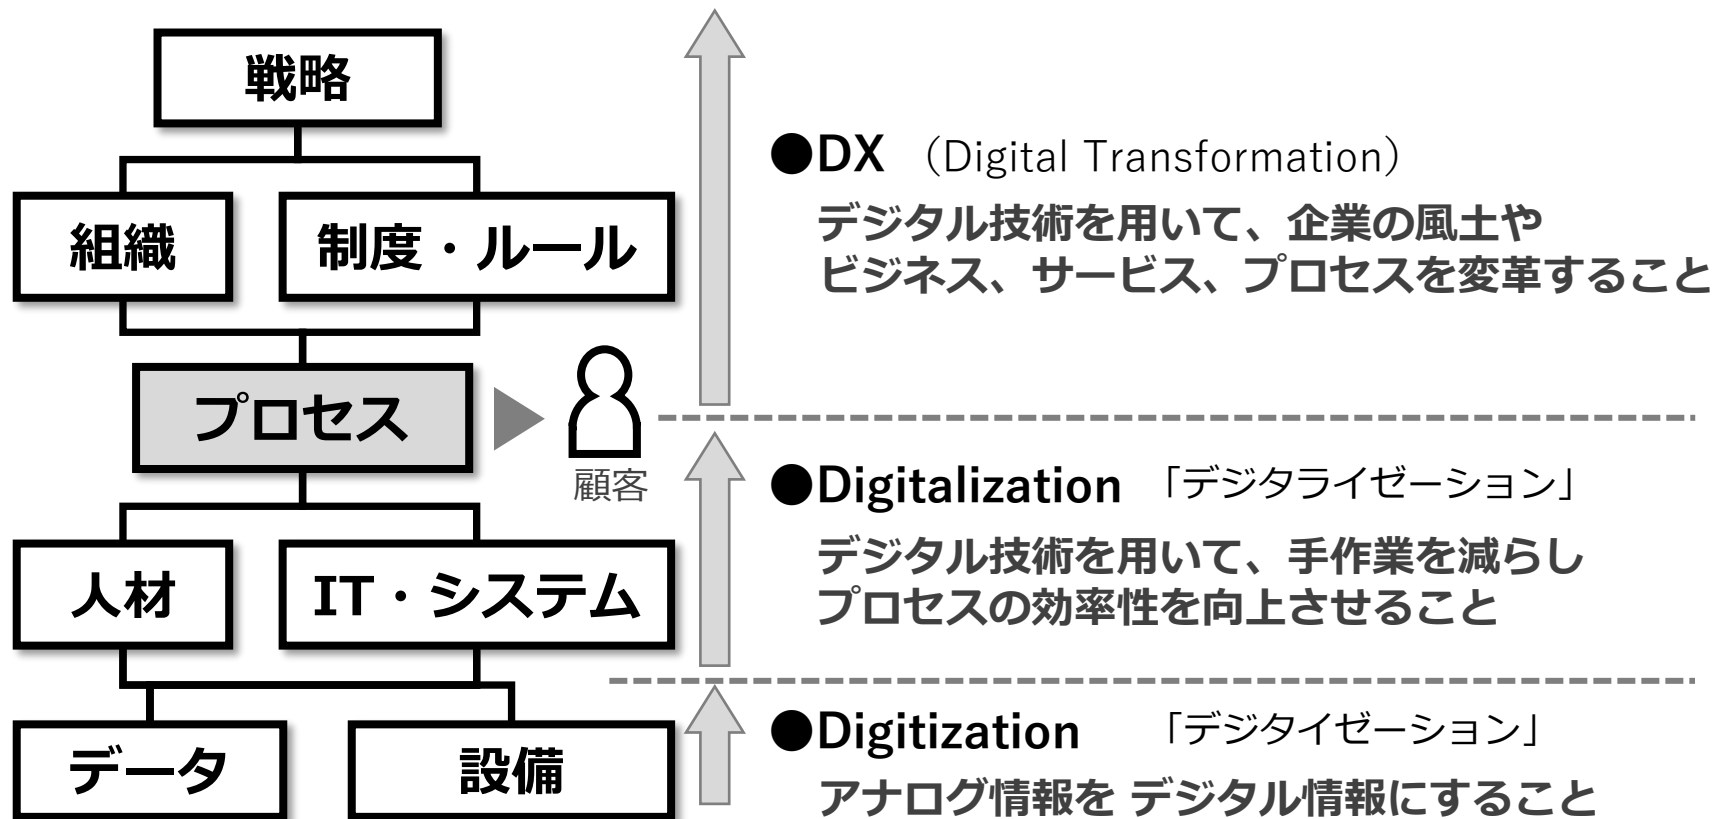 戦略
組織
制度・ルール
プロセス
顧客
人材
IT・システム
データ
設備
●DX （Digital Transformation）
デジタル技術を用いて、企業の風土や
ビジネス、サービス、プロセスを変革すること
●Digitalization 「デジタライゼーション」
デジタル技術を用いて、手作業を減らし
プロセスの効率性を向上させること
●Digitization 「デジタイゼーション」
アナログ情報を デジタル情報にすること